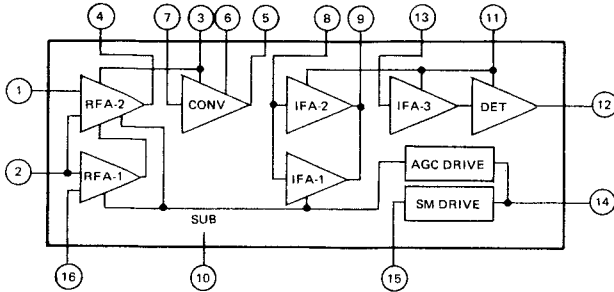 4 7 3 6 5 8 9 13 11
1 RFA-2 CONV IFA-2 IFA-3 DET 12
2 RFA-1 IFA-1 AGC DRIVE
SM DRIVE 14
SUB
16 10 15